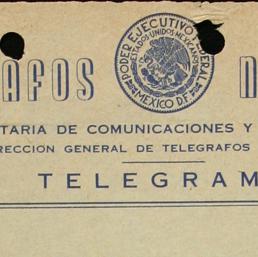 AFOS N
PODER EJECUTIVO FEDERAL
ESTADOS UNIDOS MEXICANOS
MEXICO D.F.
TARIA DE COMUNICACIONES Y
RECCION GENERAL DE TELEGRAFOS
TELEGRAM